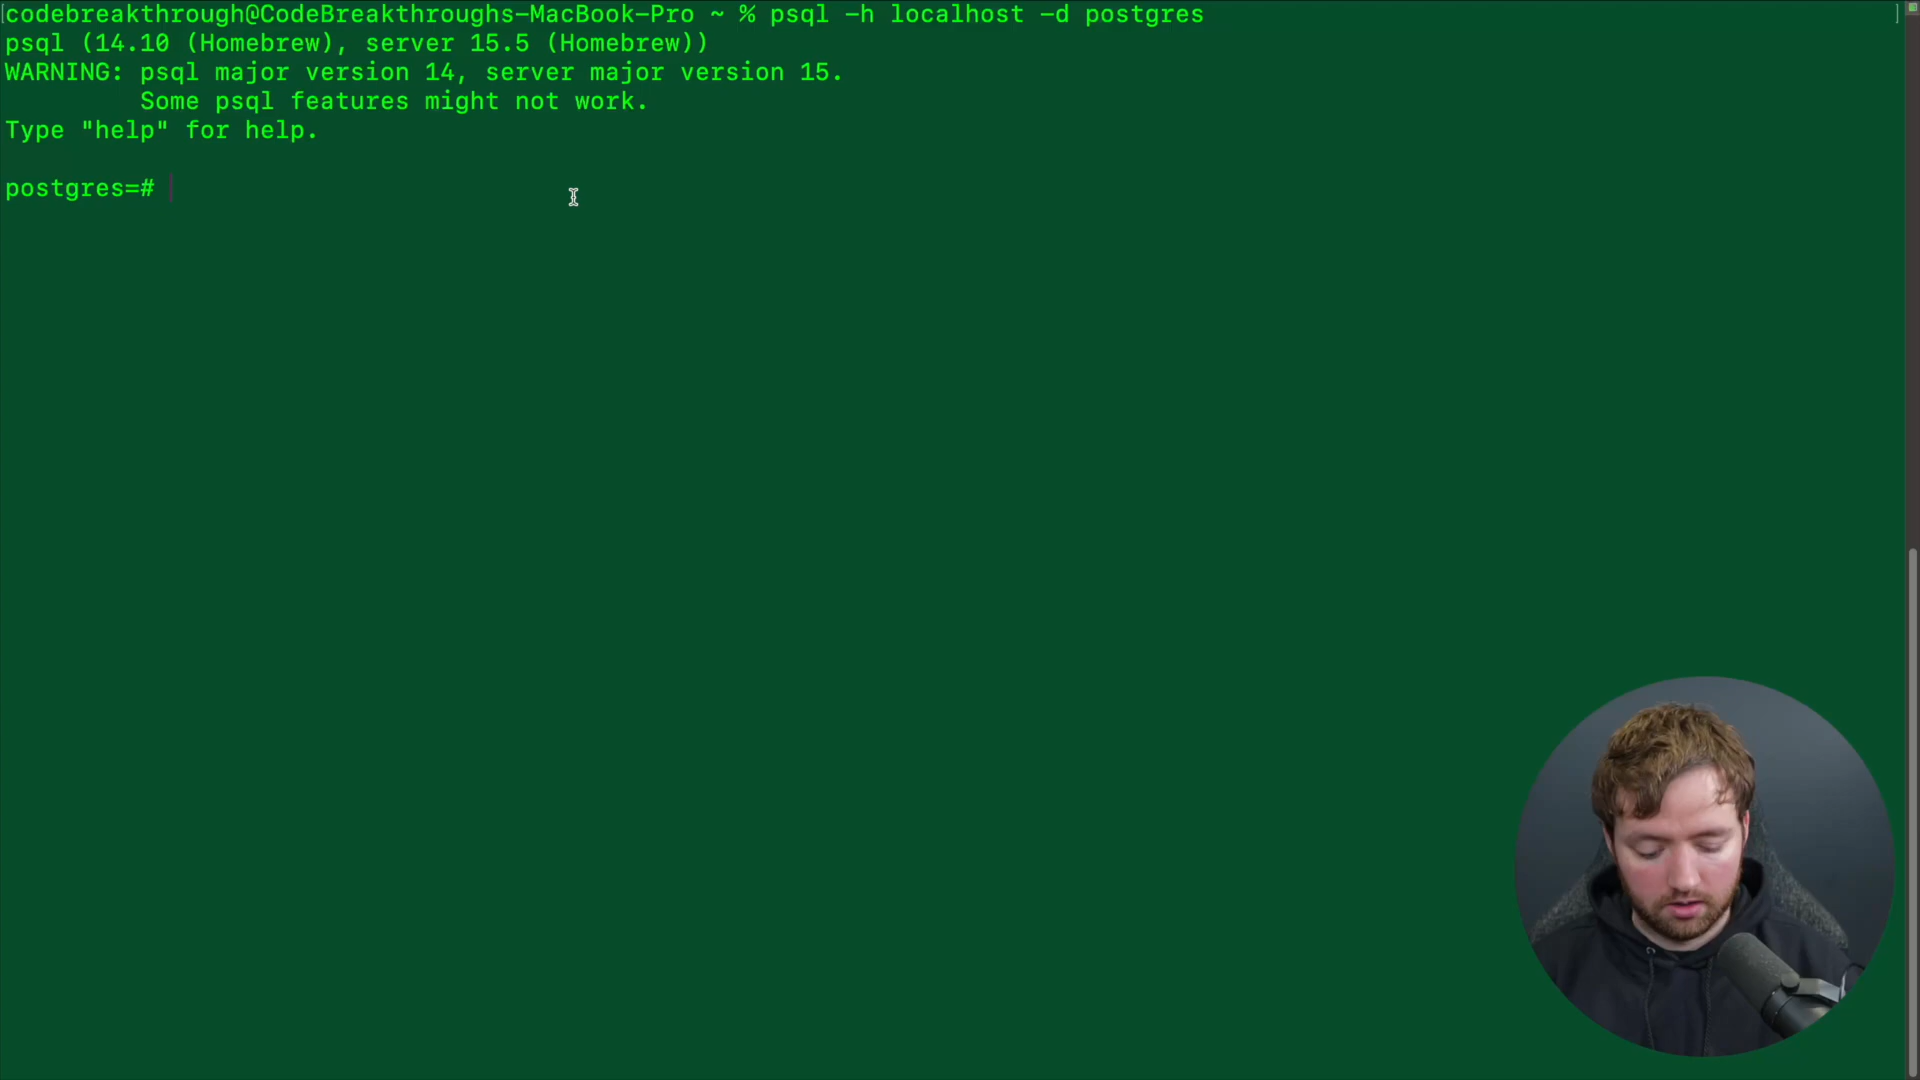 [codebreakthrough@CodeBreakthroughs-MacBook-Pro ~ % psql -h localhost -d postgres ]
psql (14.10 (Homebrew), server 15.5 (Homebrew))
WARNING: psql major version 14, server major version 15.
         Some psql features might not work.
Type "help" for help.

postgres=#